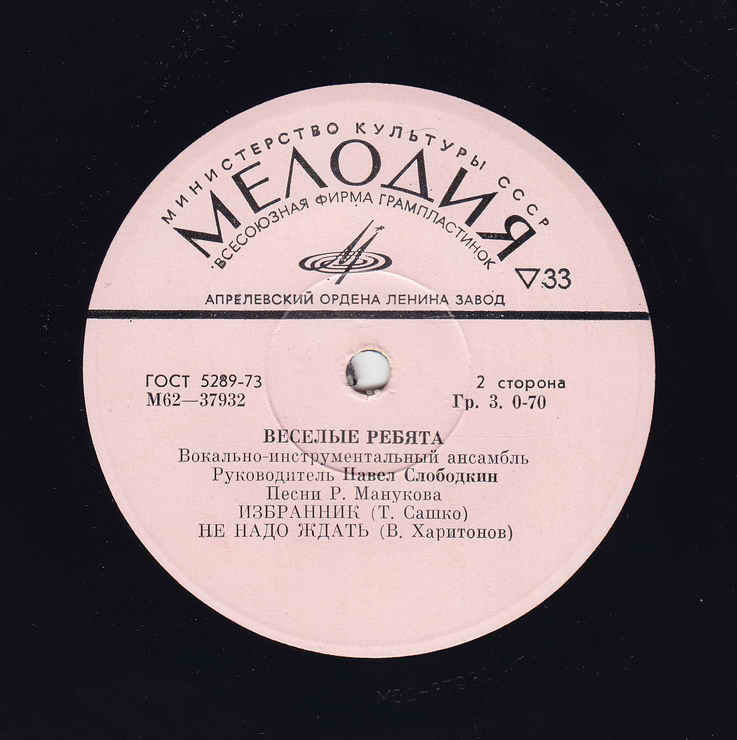 МИНИСТЕРСТВО КУЛЬТУРЫ СССР
МЕЛОДИЯ
ВСЕСОЮЗНАЯ ФИРМА ГРАМПЛАСТИНОК
33
АПРЕЛЕВСКИЙ ОРДЕНА ЛЕНИНА ЗАВОД
ГОСТ 5289-73 2 сторона
М62—37932 Гр. 3. 0-70
ВЕСЕЛЫЕ РЕБЯТА
Вокально-инструментальный ансамбль
Руководитель Павел Слободкин
Песни Р. Манукова
ИЗБРАННИК (Т. Сашко)
НЕ НАДО ЖДАТЬ (В. Харитонов)